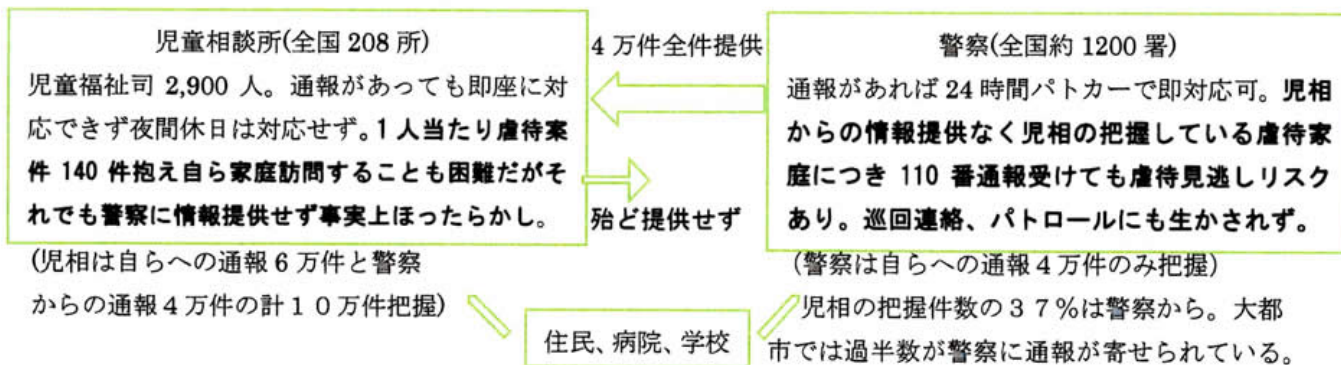 児童相談所(全国 208 所)
児童福祉司 2,900 人。通報があっても即座に対
応できず夜間休日は対応せず。1 人当たり虐待案
件 140 件抱え自ら家庭訪問することも困難だがそ
れでも警察に情報提供せず事実上ほったらかし。
(児相は自らへの通報 6 万件と警察
からの通報 4 万件の計 1 0 万件把握)
4 万件全件提供
殆ど提供せず
警察(全国約 1200 署)
通報があれば 24 時間パトカーで即対応可。児相
からの情報提供なく児相の把握している虐待家
庭につき 110 番通報受けても虐待見逃しリスク
あり。巡回連絡、パトロールにも生かされず。
(警察は自らへの通報 4 万件のみ把握)
児相の把握件数の 3 7 %は警察から。大都
市では過半数が警察に通報が寄せられている。
住民、病院、学校